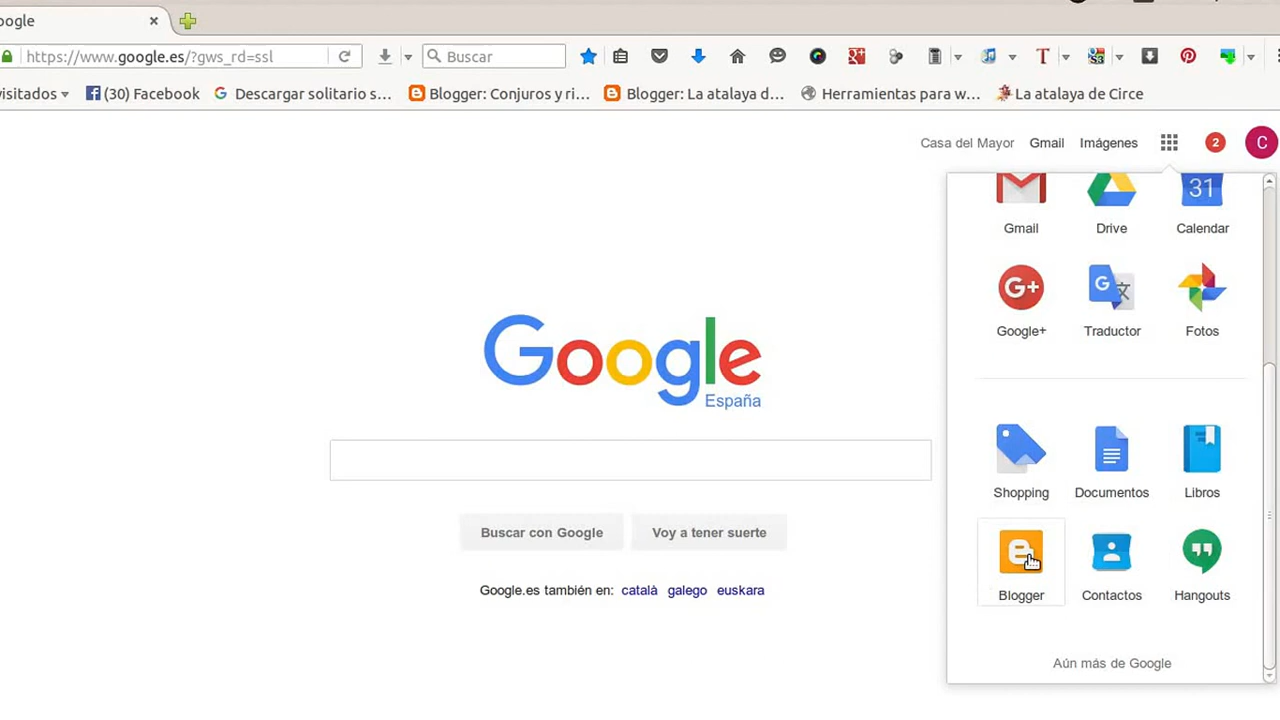 oogle
https://www.google.es/?gws_rd=ssl
Buscar
visitados
(30) Facebook
Descargar solitario s...
Blogger: Conjuros y ri...
Blogger: La atalaya d...
Herramientas para w...
La atalaya de Circe
Casa del Mayor
Gmail
Imágenes
2
C
31
Gmail
Drive
Calendar
G+
G
文
Google+
Traductor
Fotos
Google
España
Shopping
Documentos
Libros
Buscar con Google
Voy a tener suerte
Blogger
Contactos
Hangouts
Google.es también en: català galego euskara
Aún más de Google